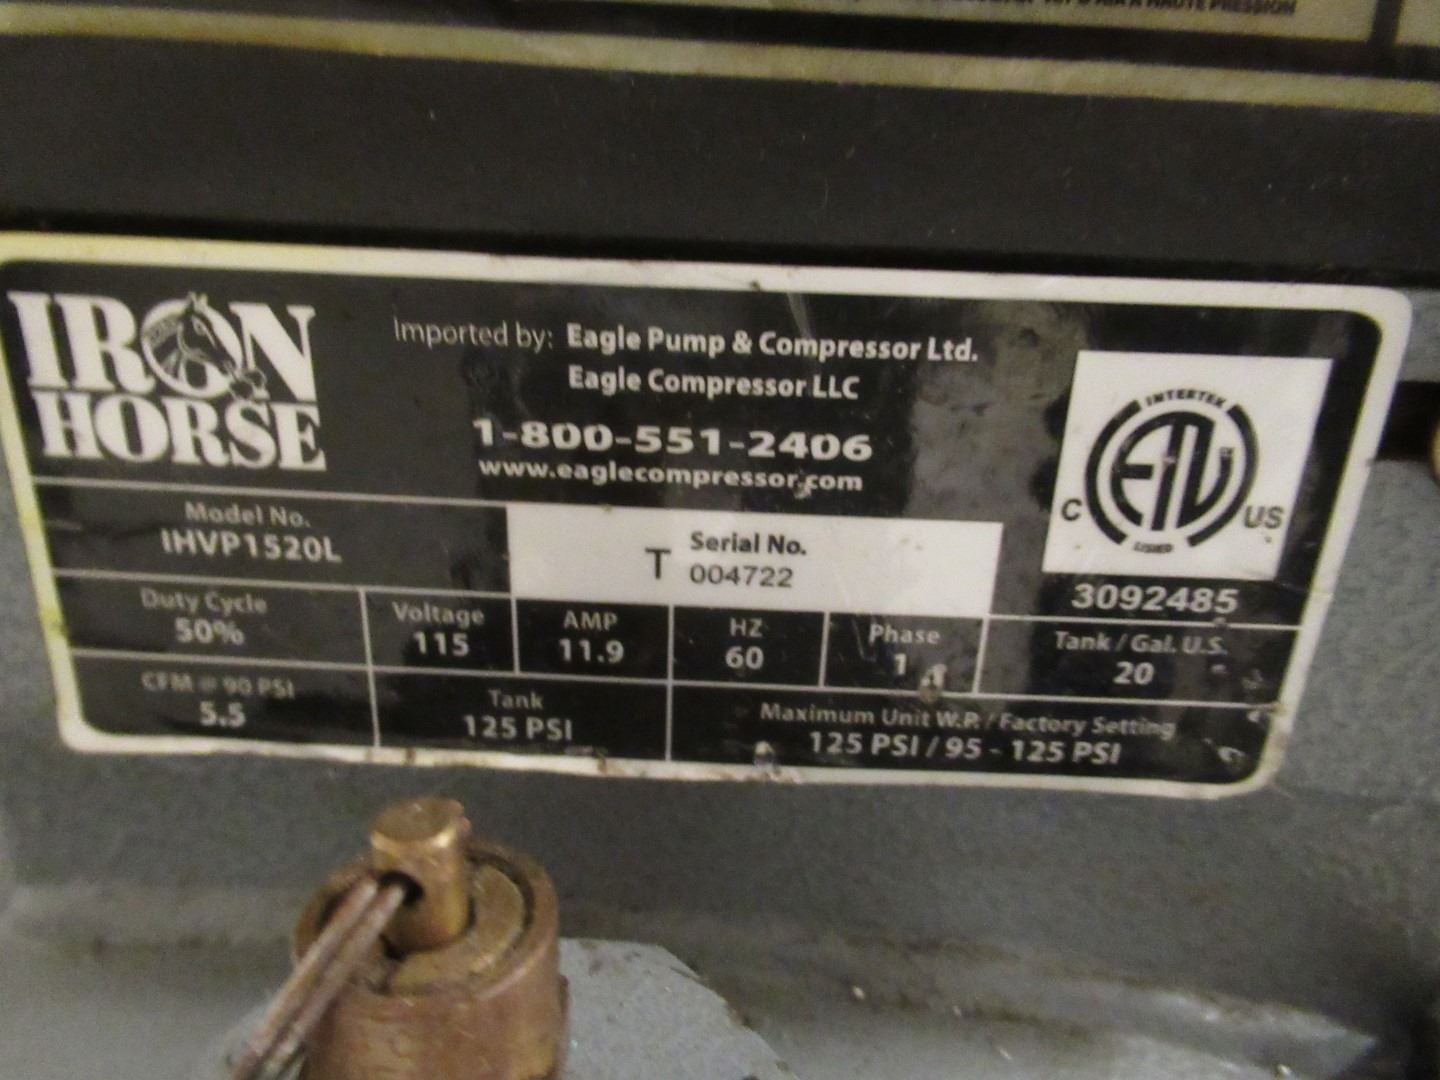 HAUTE PRESSION
IRON
HORSE
Imported by: Eagle Pump & Compressor Ltd.
Eagle Compressor LLC
1-800-551-2406
www.eaglecompressor.com
INTERTEK
ETL
C US
LISTED
3092485
Model No.
IHVP1520L
Serial No.
T 004722
Duty Cycle
50%
Voltage
115
AMP
11.9
HZ
60
Phase
1
Tank / Gal. U.S.
20
CFM @ 90 PSI
5.5
Tank
125 PSI
Maximum Unit W.P. / Factory Setting
125 PSI / 95 - 125 PSI